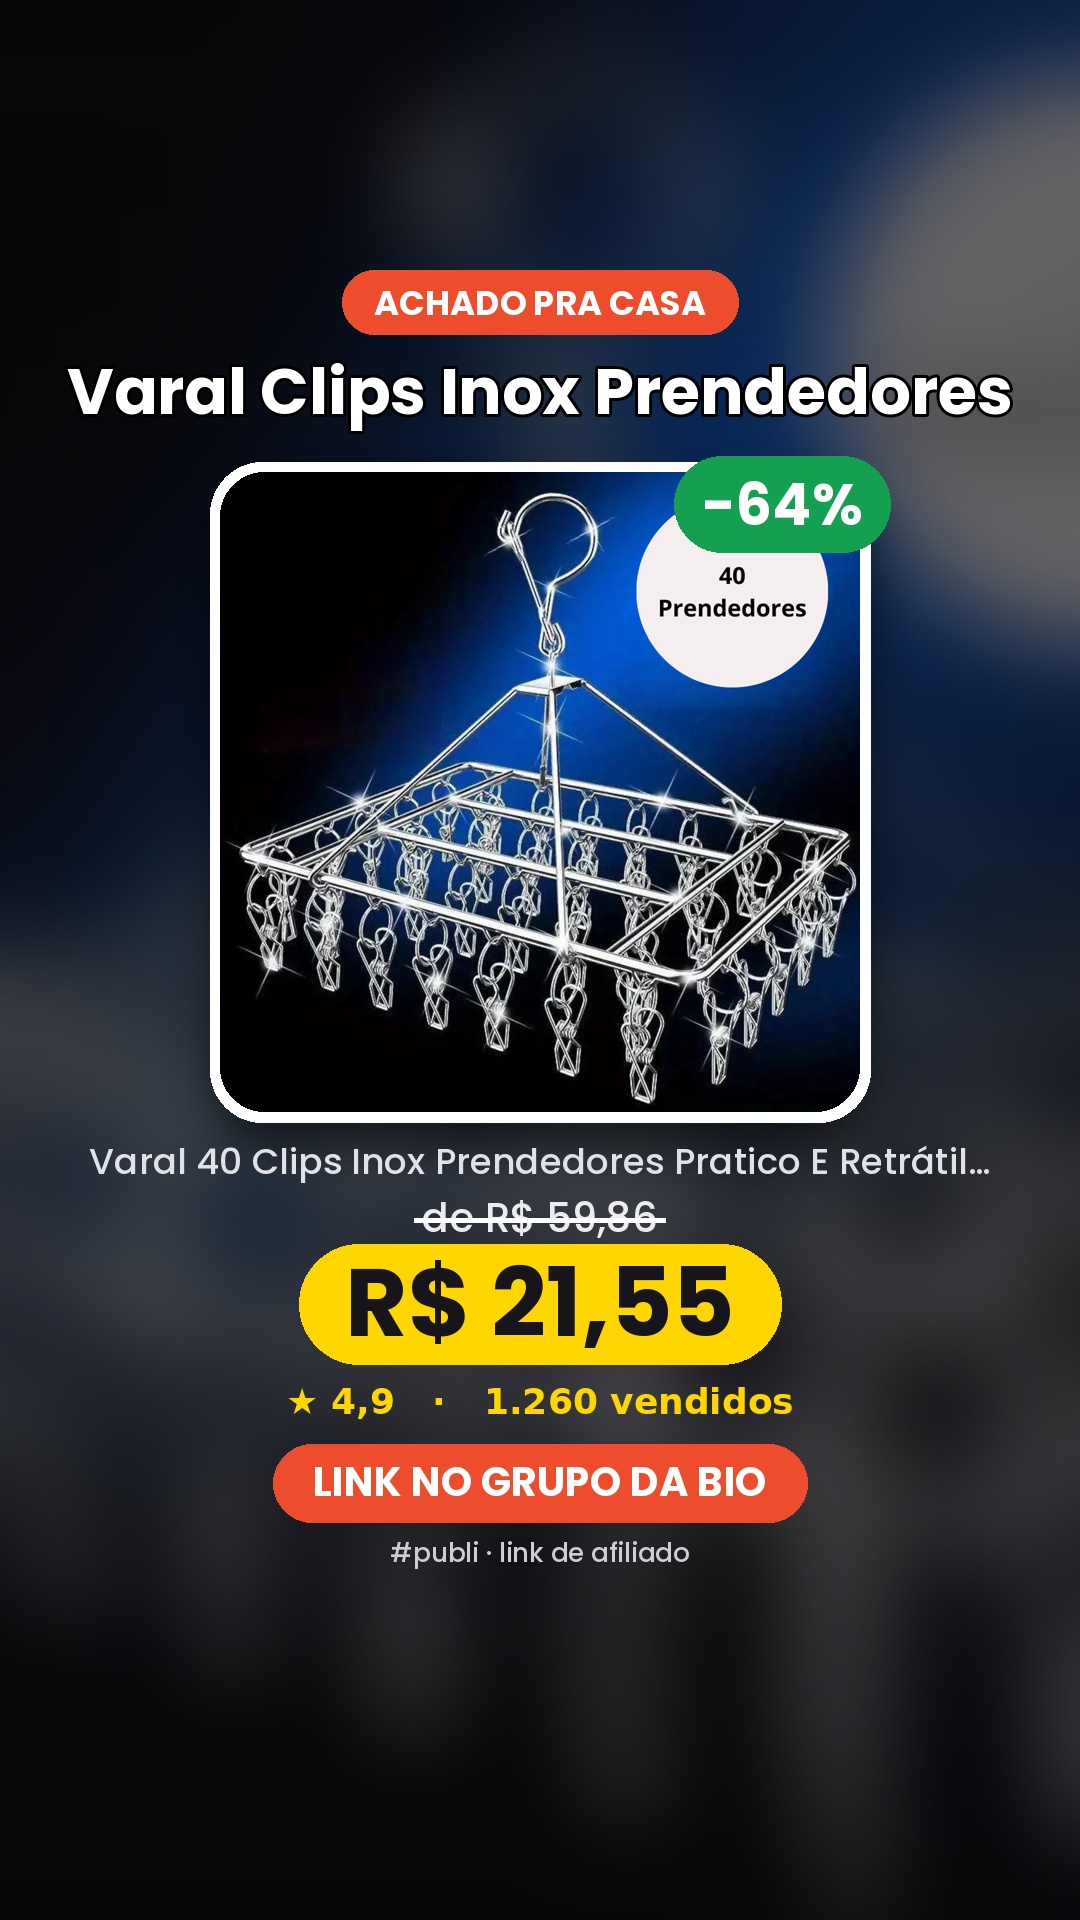 ACHADO PRA CASA
Varal Clips Inox Prendedores
-64%
40
Prendedores
Varal 40 Clips Inox Prendedores Pratico E Retrátil...
de R$ 59,86
R$ 21,55
★ 4,9 · 1.260 vendidos
LINK NO GRUPO DA BIO
#publi · link de afiliado